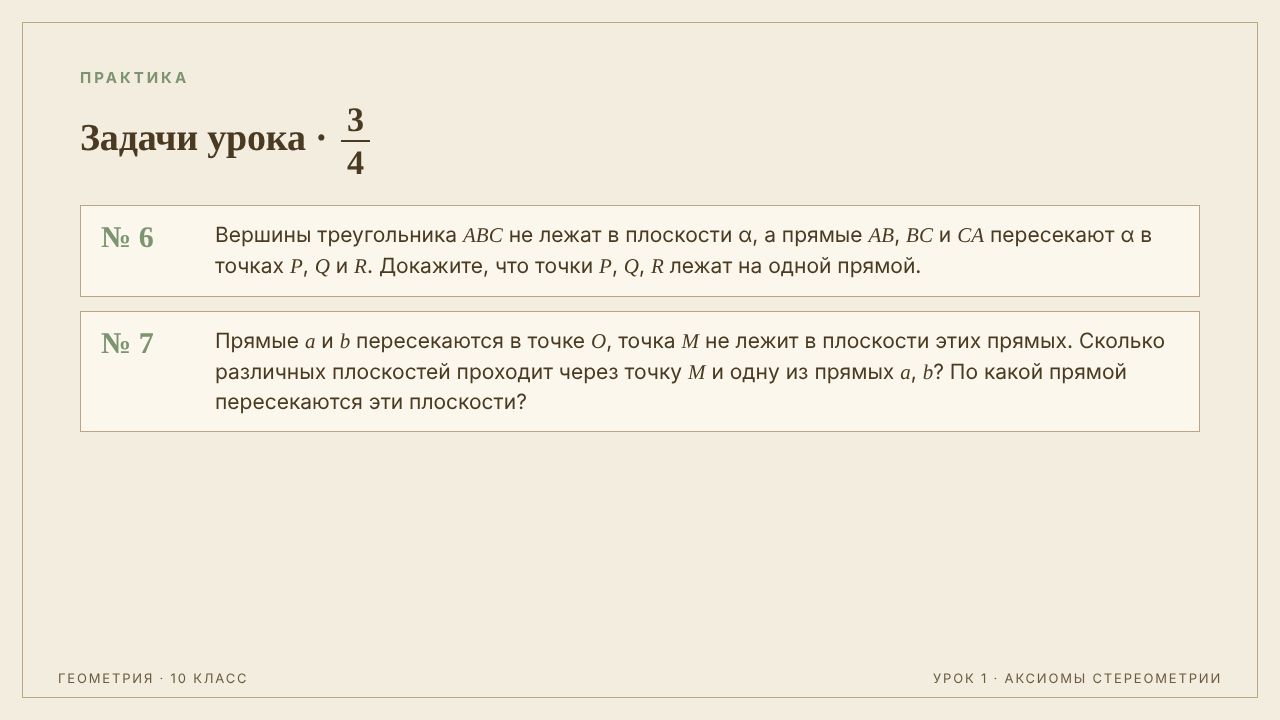 ПРАКТИКА
Задачи урока · 3/4
№ 6
Вершины треугольника ABC не лежат в плоскости α, а прямые AB, BC и CA пересекают α в
точках P, Q и R. Докажите, что точки P, Q, R лежат на одной прямой.
№ 7
Прямые a и b пересекаются в точке O, точка M не лежит в плоскости этих прямых. Сколько
различных плоскостей проходит через точку M и одну из прямых a, b? По какой прямой
пересекаются эти плоскости?
ГЕОМЕТРИЯ · 10 КЛАСС
УРОК 1 · АКСИОМЫ СТЕРЕОМЕТРИИ